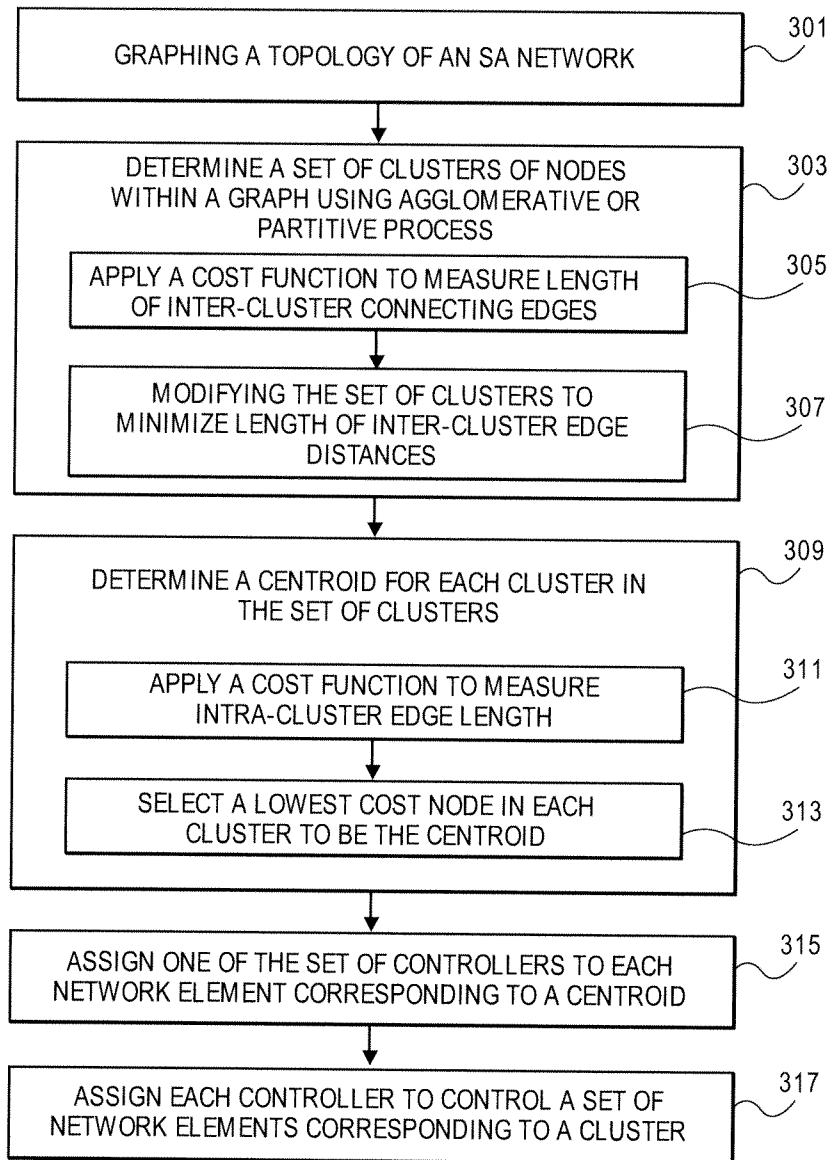 GRAPHING A TOPOLOGY OF AN SA NETWORK
301
DETERMINE A SET OF CLUSTERS OF NODES
WITHIN A GRAPH USING AGGLOMERATIVE OR
PARTITIVE PROCESS
303
APPLY A COST FUNCTION TO MEASURE LENGTH
OF INTER-CLUSTER CONNECTING EDGES
305
MODIFYING THE SET OF CLUSTERS TO
MINIMIZE LENGTH OF INTER-CLUSTER EDGE
DISTANCES
307
DETERMINE A CENTROID FOR EACH CLUSTER IN
THE SET OF CLUSTERS
309
APPLY A COST FUNCTION TO MEASURE
INTRA-CLUSTER EDGE LENGTH
311
SELECT A LOWEST COST NODE IN EACH
CLUSTER TO BE THE CENTROID
313
ASSIGN ONE OF THE SET OF CONTROLLERS TO EACH
NETWORK ELEMENT CORRESPONDING TO A CENTROID
315
ASSIGN EACH CONTROLLER TO CONTROL A SET OF
NETWORK ELEMENTS CORRESPONDING TO A CLUSTER
317